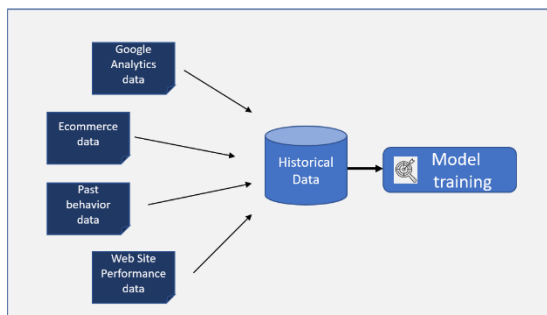 Google
Analytics
data
Ecommerce
data
Past
behavior
data
Web Site
Performance
data
Historical
Data
Model
training